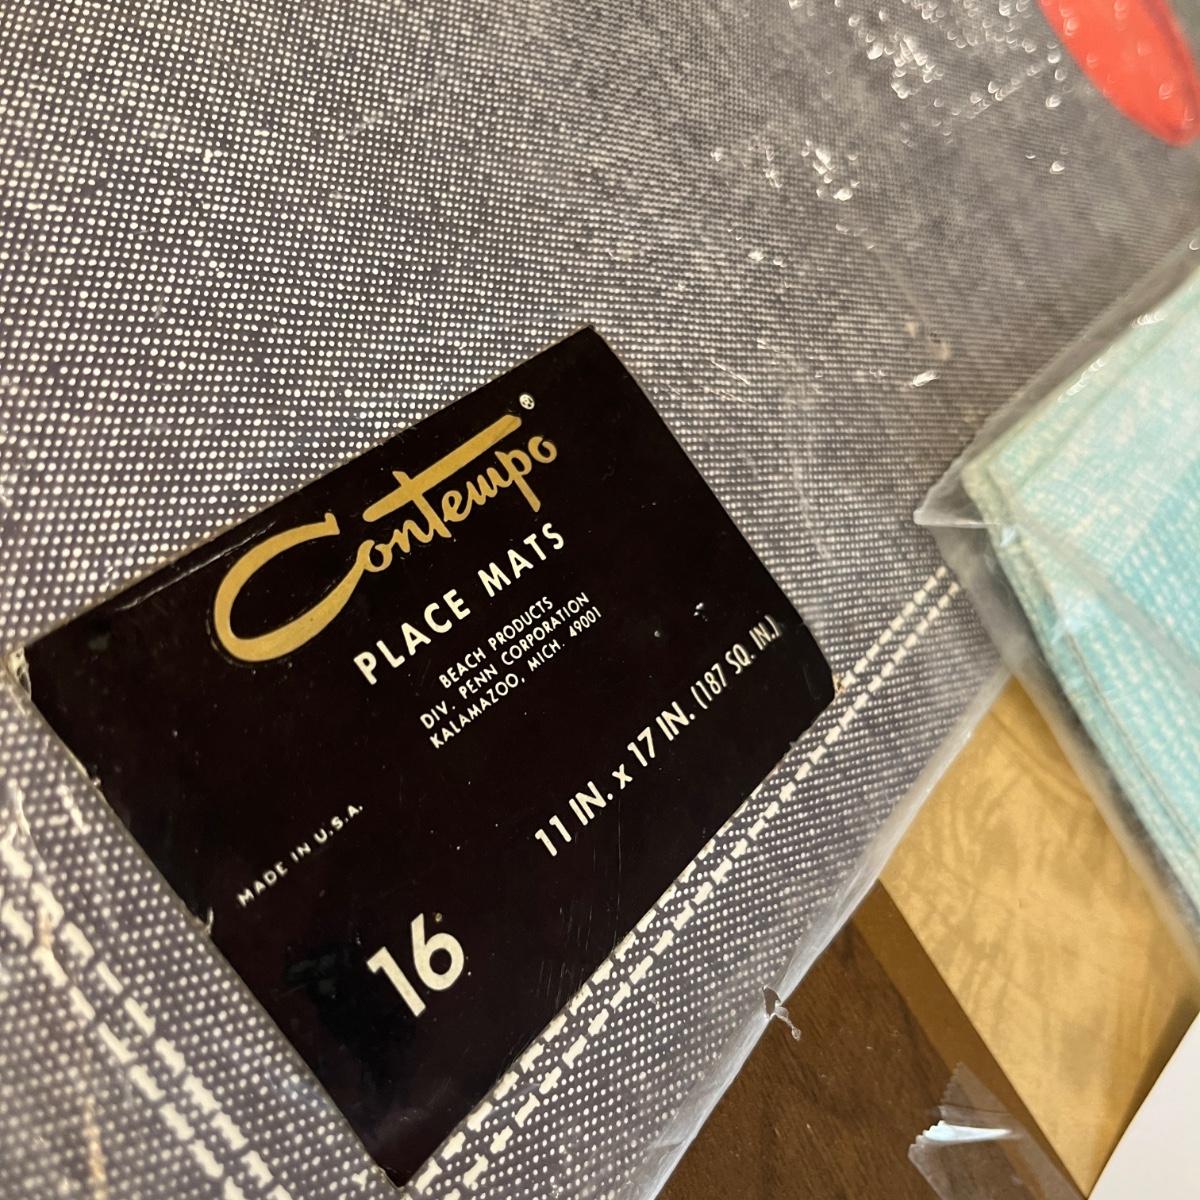 Contempo®
PLACE MATS
BEACH PRODUCTS
DIV. PENN CORPORATION
KALAMAZOO, MICH. 49001
11 IN. x 17 IN. (187 SQ. IN.)
MADE IN U.S.A.
16